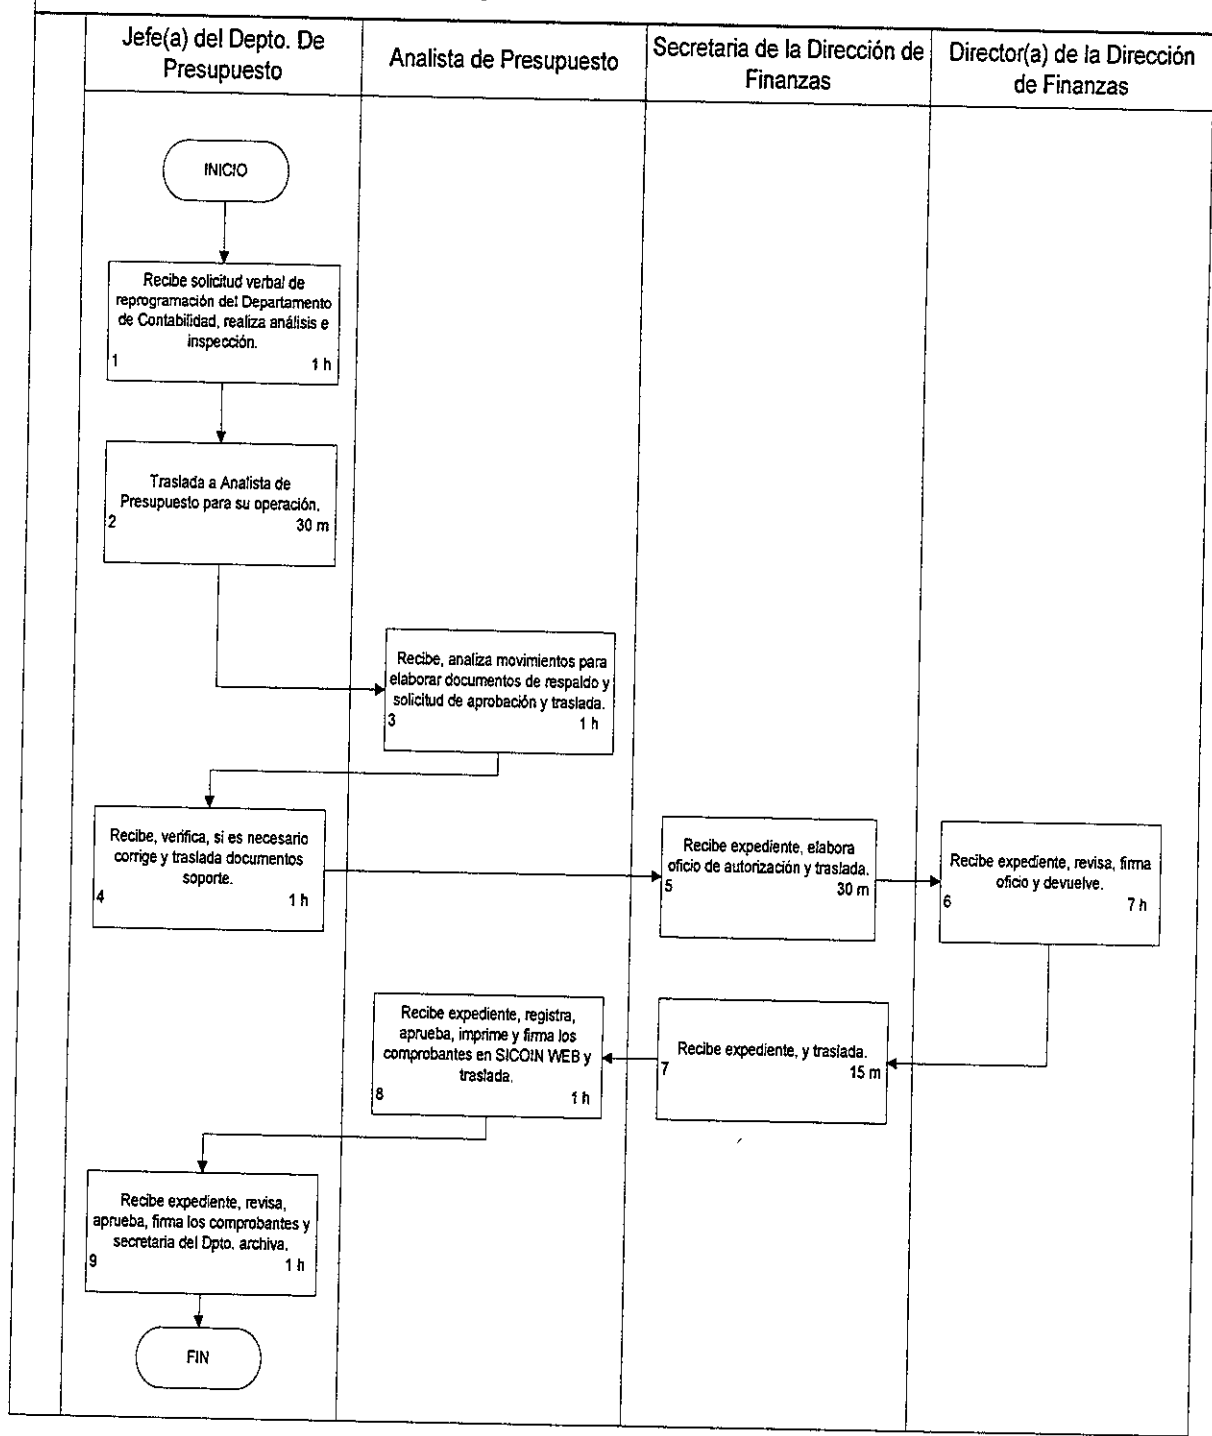 Jefe(a) del Depto. De
Presupuesto
Analista de Presupuesto
Secretaria de la Dirección de
Finanzas
Director(a) de la Dirección
de Finanzas
INICIO
Recibe solicitud verbal de
reprogramación del Departamento
de Contabilidad, realiza análisis e
inspección.
1 1 h
Traslada a Analista de
Presupuesto para su operación.
2 30 m
Recibe, analiza movimientos para
elaborar documentos de respaldo y
solicitud de aprobación y traslada.
3 1 h
Recibe, verifica, si es necesario
corrige y traslada documentos
soporte.
4 1 h
Recibe expediente, elabora
oficio de autorización y traslada.
5 30 m
Recibe expediente, revisa, firma
oficio y devuelve.
6 7 h
Recibe expediente, y traslada.
7 15 m
Recibe expediente, registra,
aprueba, imprime y firma los
comprobantes en SICOIN WEB y
traslada.
8 1 h
Recibe expediente, revisa,
aprueba, firma los comprobantes y
secretaria del Dpto. archiva.
9 1 h
FIN